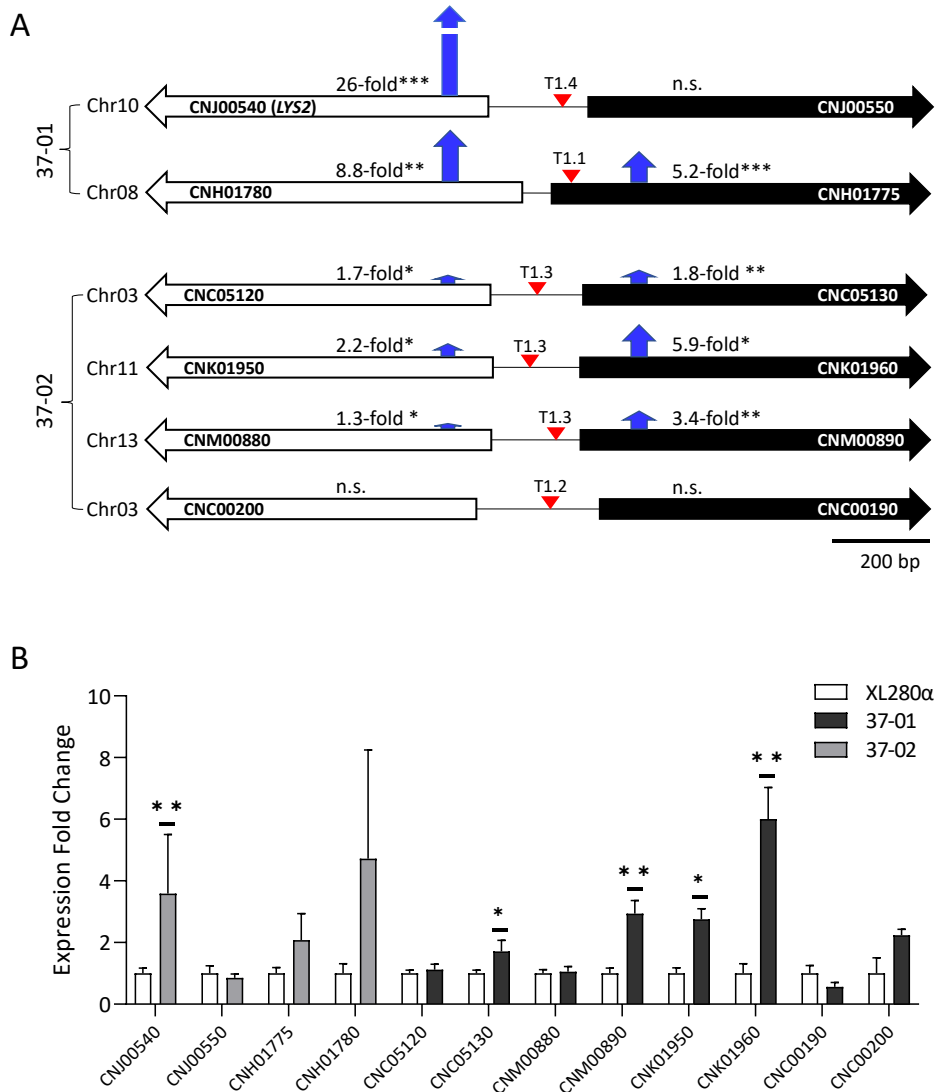 A
26-fold***
T1.4
n.s.
37-01
Chr10
CNJ00540 (LYS2)
CNJ00550
8.8-fold**
T1.1
5.2-fold***
Chr08
CNH01780
CNH01775
1.7-fold*
T1.3
1.8-fold **
37-02
Chr03
CNC05120
CNC05130
2.2-fold*
T1.3
5.9-fold*
Chr11
CNK01950
CNK01960
1.3-fold *
T1.3
3.4-fold**
Chr13
CNM00880
CNM00890
n.s.
T1.2
n.s.
Chr03
CNC00200
CNC00190
200 bp
B
Expression Fold Change
10
8
6
4
2
0
XL280α
37-01
37-02
* *
*
* *
*
* *
CNJ00540
CNJ00550
CNH01775
CNH01780
CNC05120
CNC05130
CNM00880
CNM00890
CNK01950
CNK01960
CNC00190
CNC00200